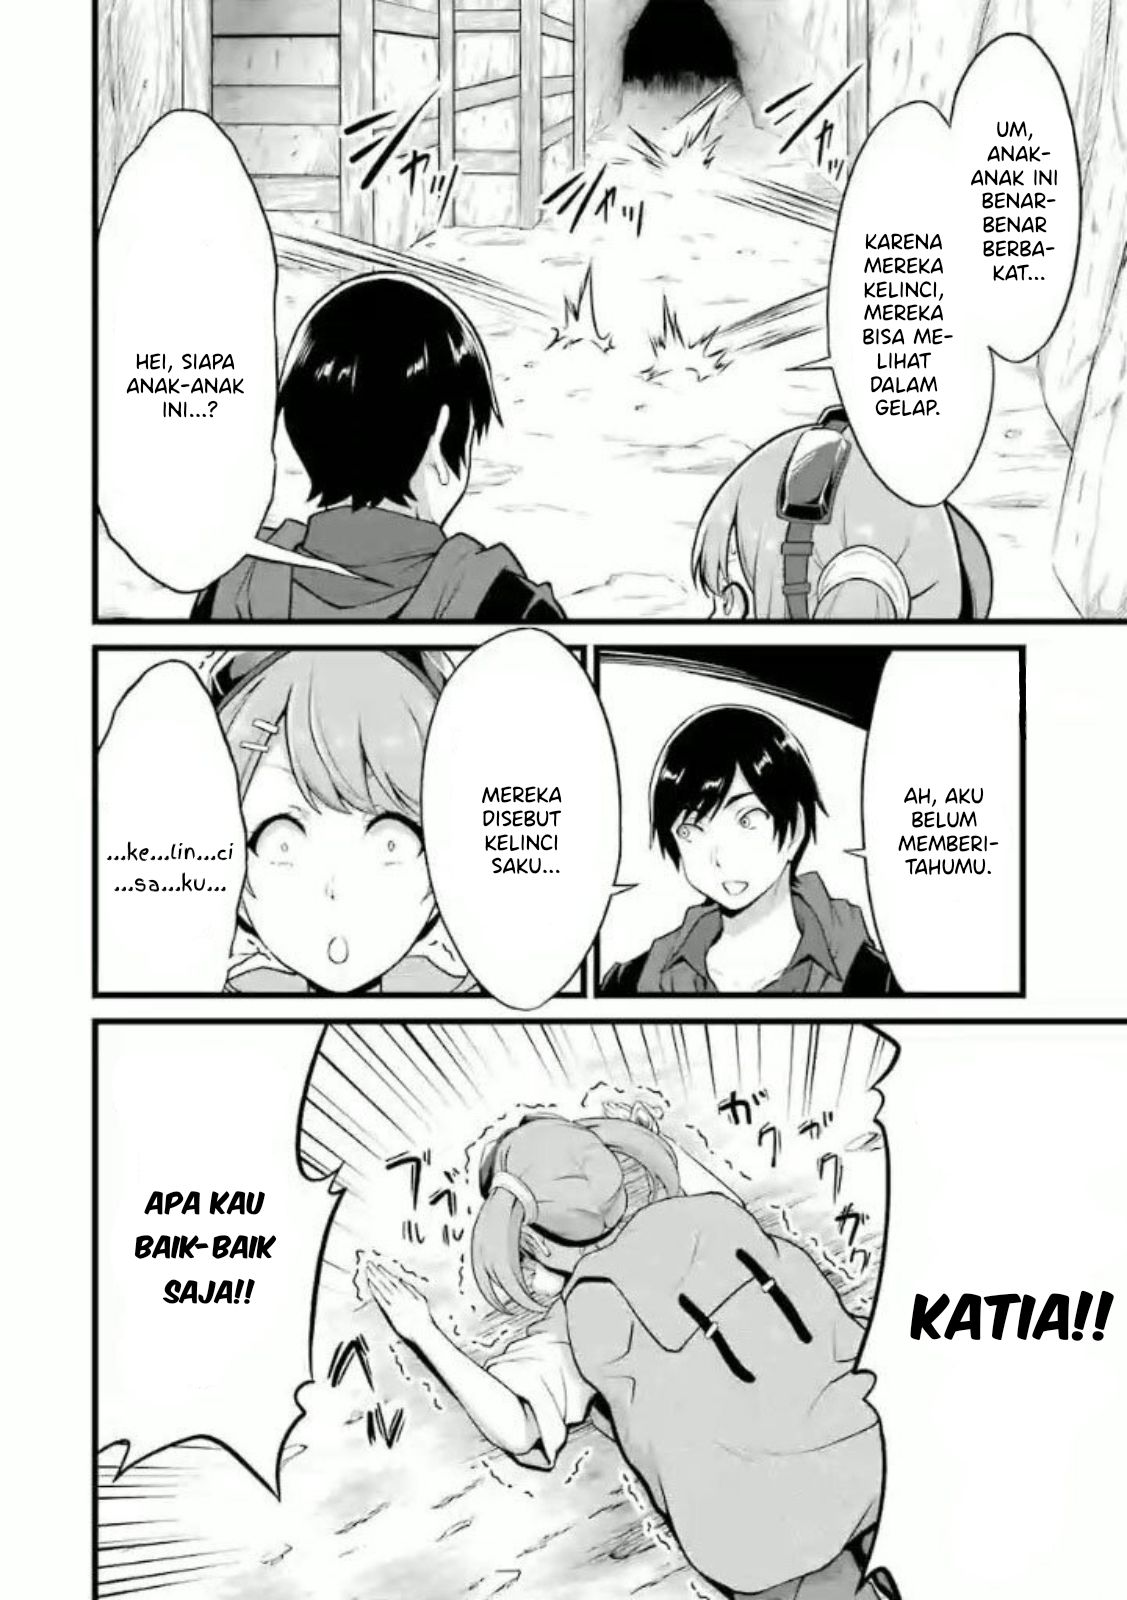 UM,
ANAK-
ANAK INI
BENAR-
BENAR
BERBA-
KAT...
KARENA
MEREKA
KELINCI,
MEREKA
BISA ME-
LIHAT
DALAM
GELAP.
HEI, SIAPA
ANAK-ANAK
INI...?
AH, AKU
BELUM
MEMBERI-
TAHUMU.
MEREKA
DISEBUT
KELINCI
SAKU...
...ke...lin...ci
...sa...ku...
KATIA!!
APA KAU
BAIK-BAIK
SAJA!!